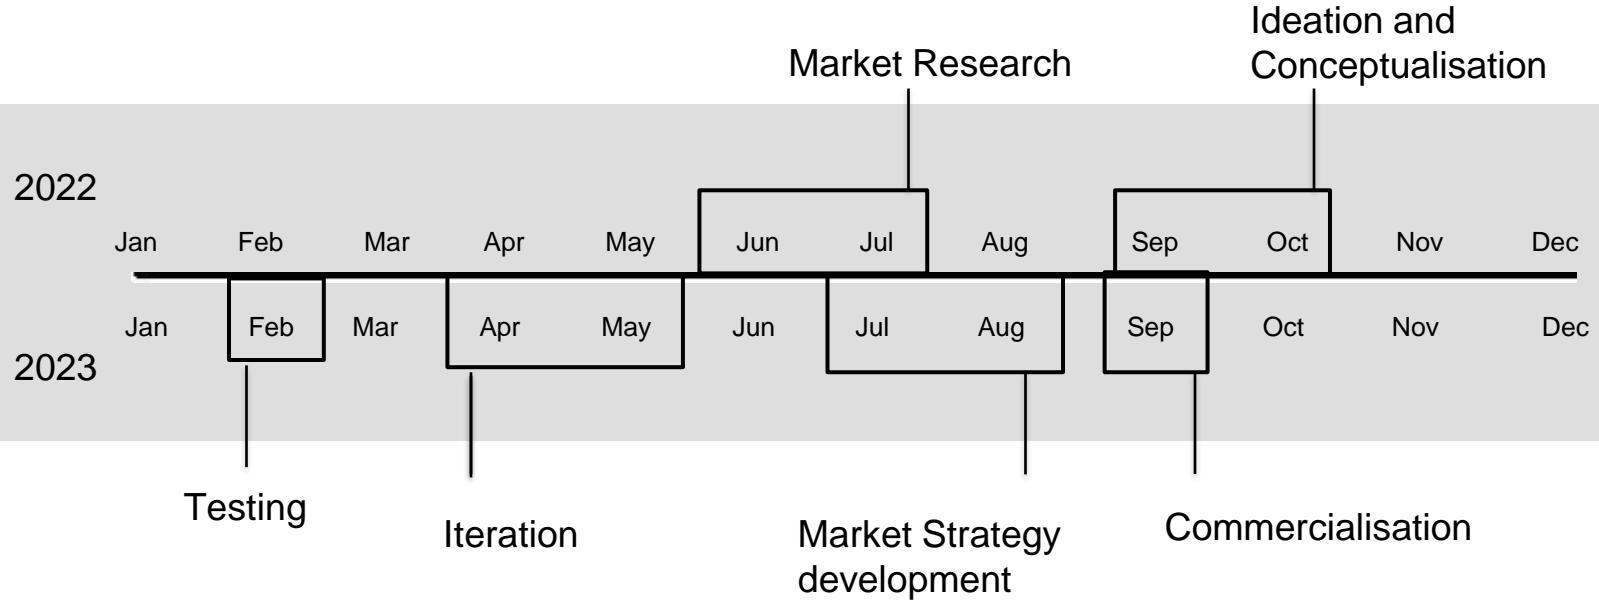 Ideation and
Conceptualisation
Market Research
2022
Jan Feb Mar Apr May Jun Jul Aug Sep Oct Nov Dec
Jan Feb Mar Apr May Jun Jul Aug Sep Oct Nov Dec
2023
Testing
Iteration
Market Strategy
development
Commercialisation